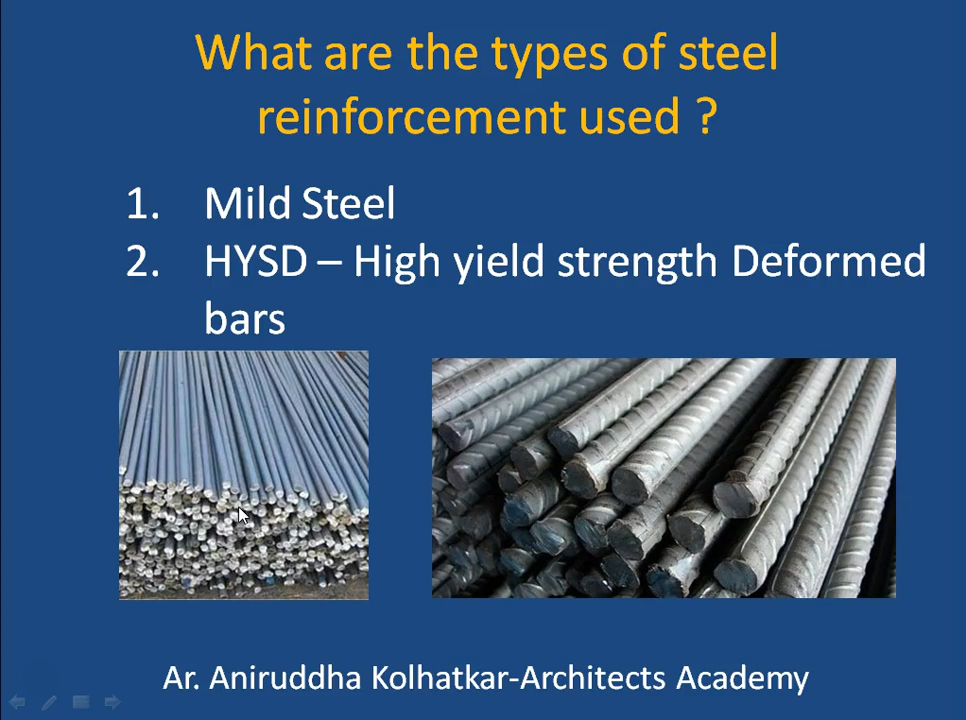 What are the types of steel
reinforcement used ?
1. Mild Steel
2. HYSD – High yield strength Deformed
bars
Ar. Aniruddha Kolhatkar-Architects Academy